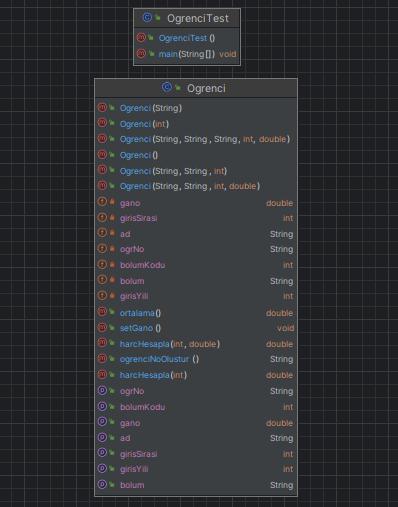 OgrenciTest
OgrenciTest ()
main(String[]) void
Ogrenci
Ogrenci (String)
Ogrenci (int)
Ogrenci (String, String , String, int, double)
Ogrenci ()
Ogrenci (String, String , int)
Ogrenci (String, String , int, double)
gano double
girisSirasi int
ad String
ogrNo String
bolumKodu int
bolum String
girisYili int
ortalama() double
setGano () void
harcHesapla(int, double) double
ogrenciNoOlustur () String
harcHesapla(int) double
ogrNo String
bolumKodu int
gano double
ad String
girisSirasi int
girisYili int
bolum String